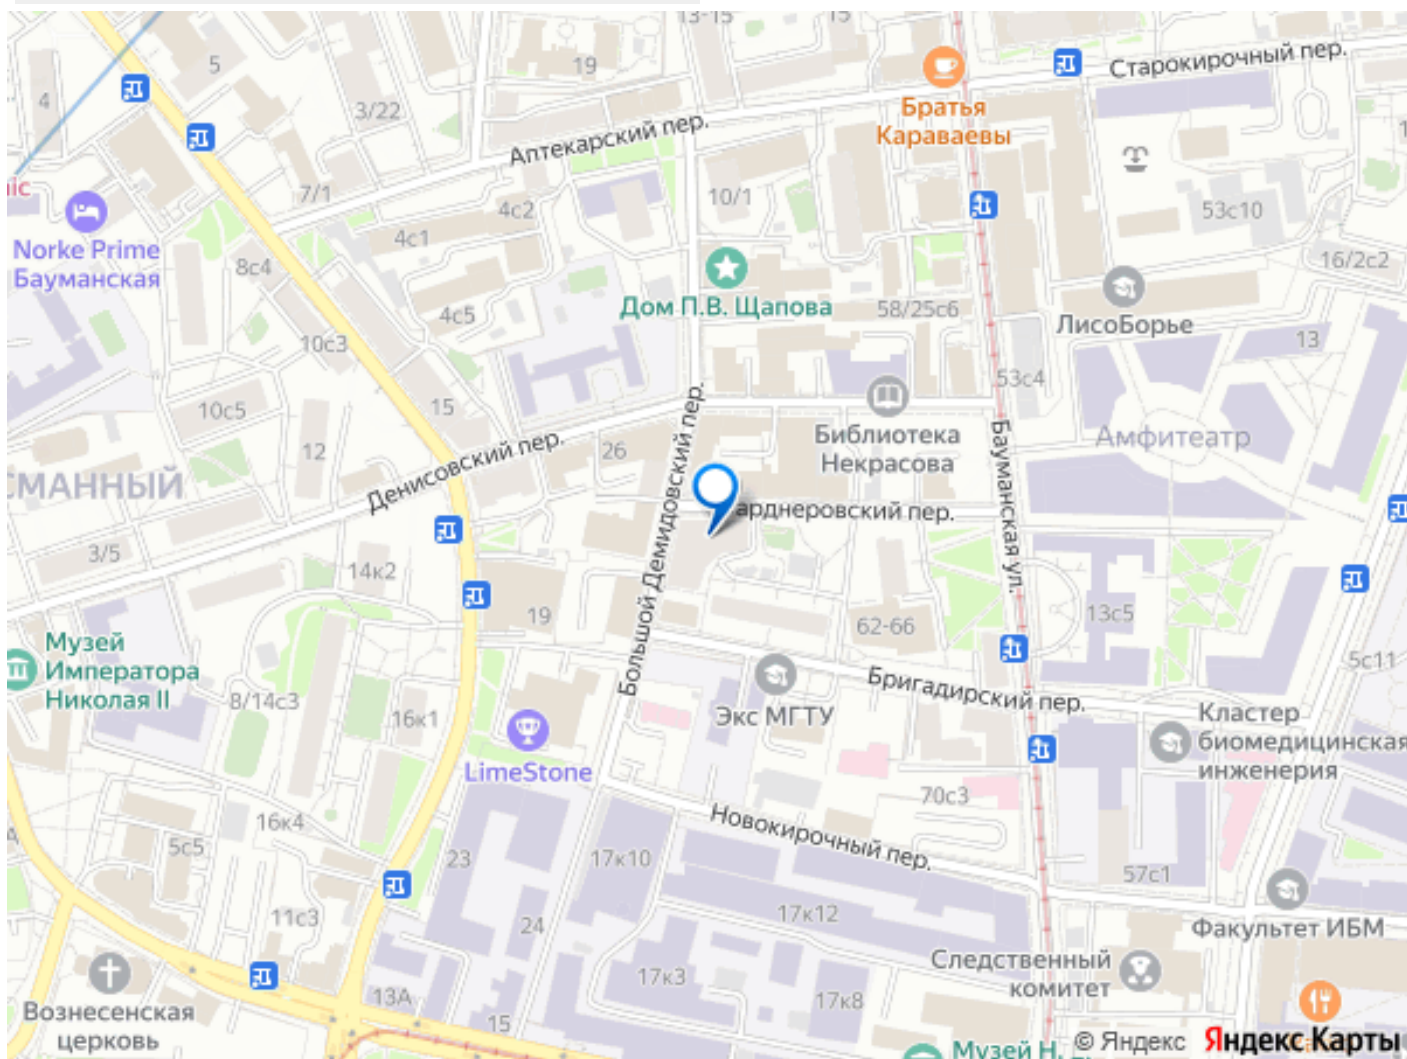 13-15
15
Старокирочный пер.
5
19
4
3/22
Братья
Караваевы
Аптекарский пер.
7/1
10/1
4с2
53с10
Norke Prime
Бауманская
4с1
8с4
16/2с2
Дом П.В. Щапова
58/25с6
4с5
ЛисоБорье
10с3
13
53с4
10с5
15
Большой Демидовский пер.
Библиотека
Некрасова
Бауманская ул.
Амфитеатр
12
26
Денисовский пер.
СМАННЫЙ
арднеровский пер.
3/5
14к2
19
62-66
13с5
Музей
Императора
Николая II
5с11
8/14с3
16к1
Бригадирский пер.
Экс МГТУ
Кластер
биомедицинская
инженерия
LimeStone
70с3
16к4
Новокирочный пер.
5с5
23
17к10
57с1
11с3
24
17к12
Факультет ИБМ
Следственный
комитет
17к3
13А
17к8
Вознесенская
церковь
15
© Яндекс Яндекс Карты
Музей Н.